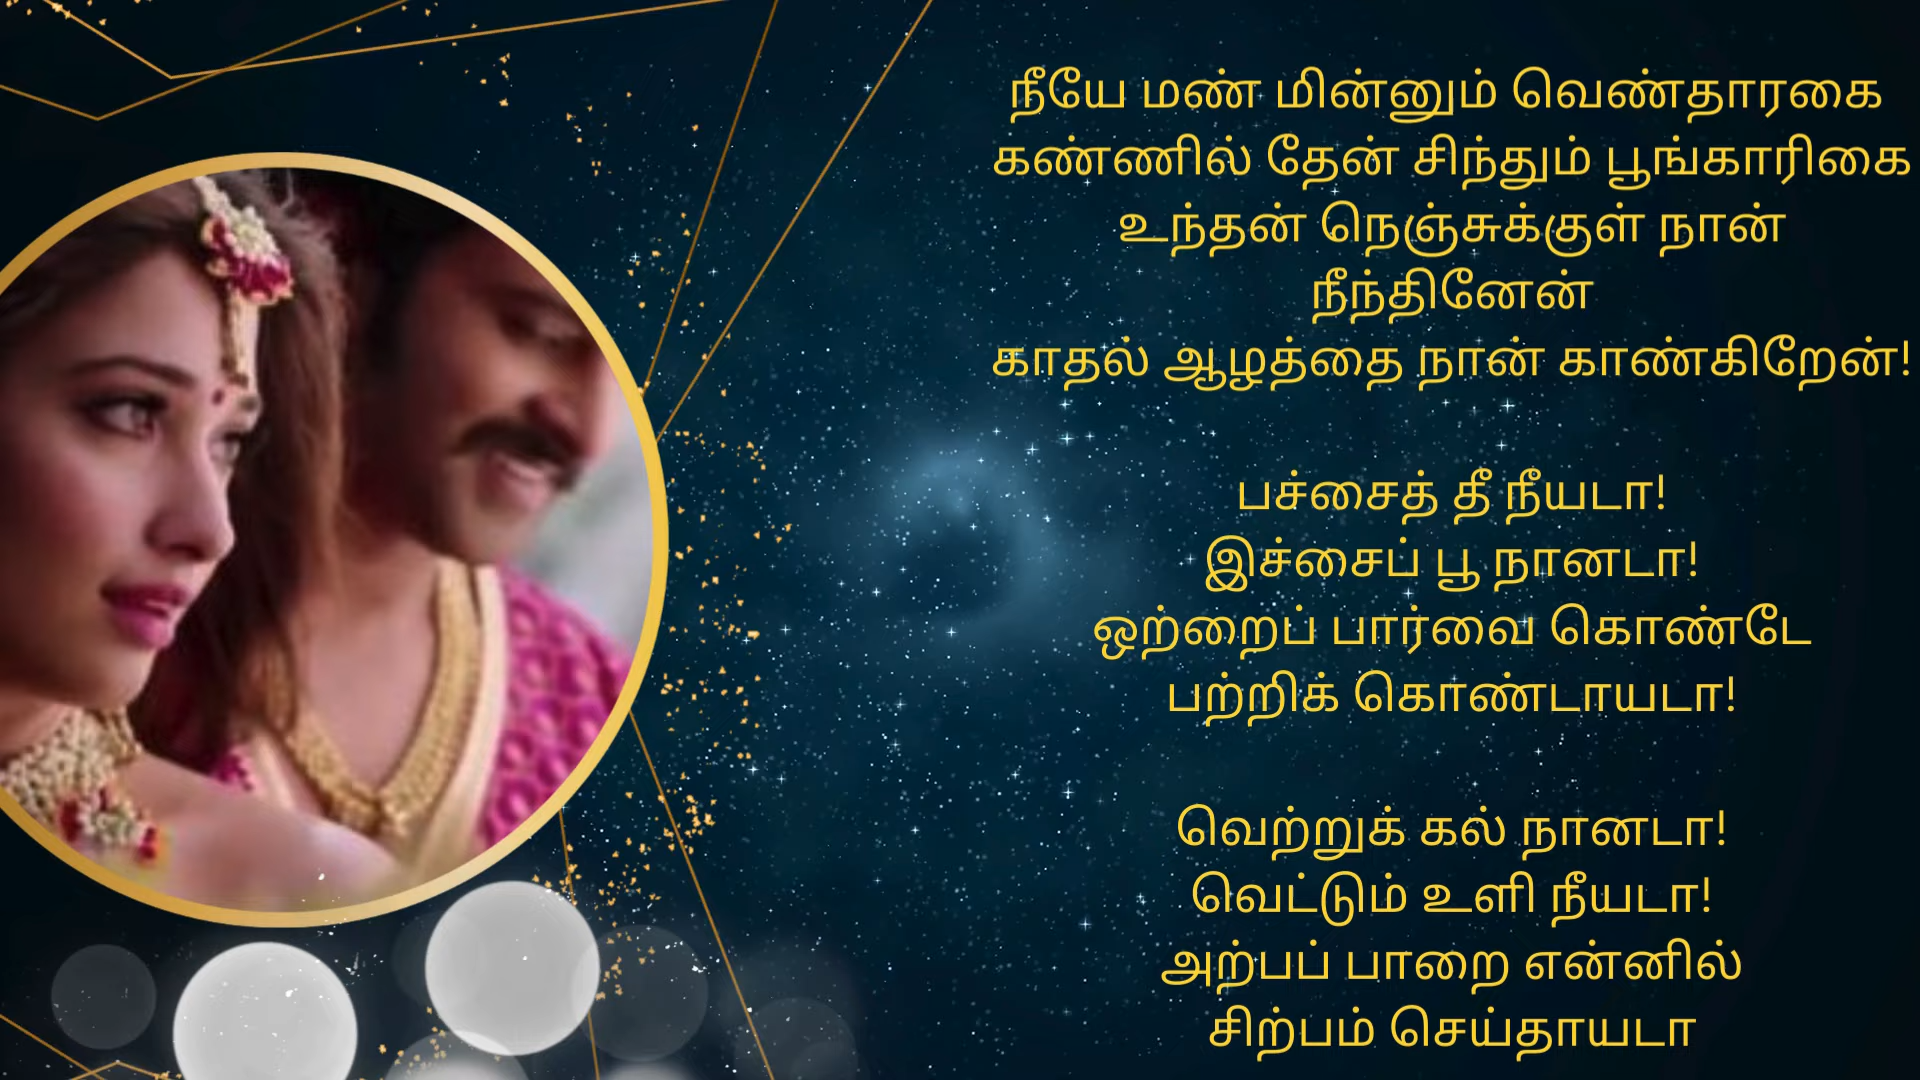 நீயே மண் மின்னும் வெண்தாரகை
கண்ணில் தேன் சிந்தும் பூங்காரிகை
உந்தன் நெஞ்சுக்குள் நான்
நீந்தினேன்
காதல் ஆழத்தை நான் காண்கிறேன்!
பச்சைத் தீ நீயடா!
இச்சைப் பூ நானடா!
ஒற்றைப் பார்வை கொண்டே
பற்றிக் கொண்டாயடா!
வெற்றுக் கல் நானடா!
வெட்டும் உளி நீயடா!
அற்பப் பாறை என்னில்
சிற்பம் செய்தாயடா